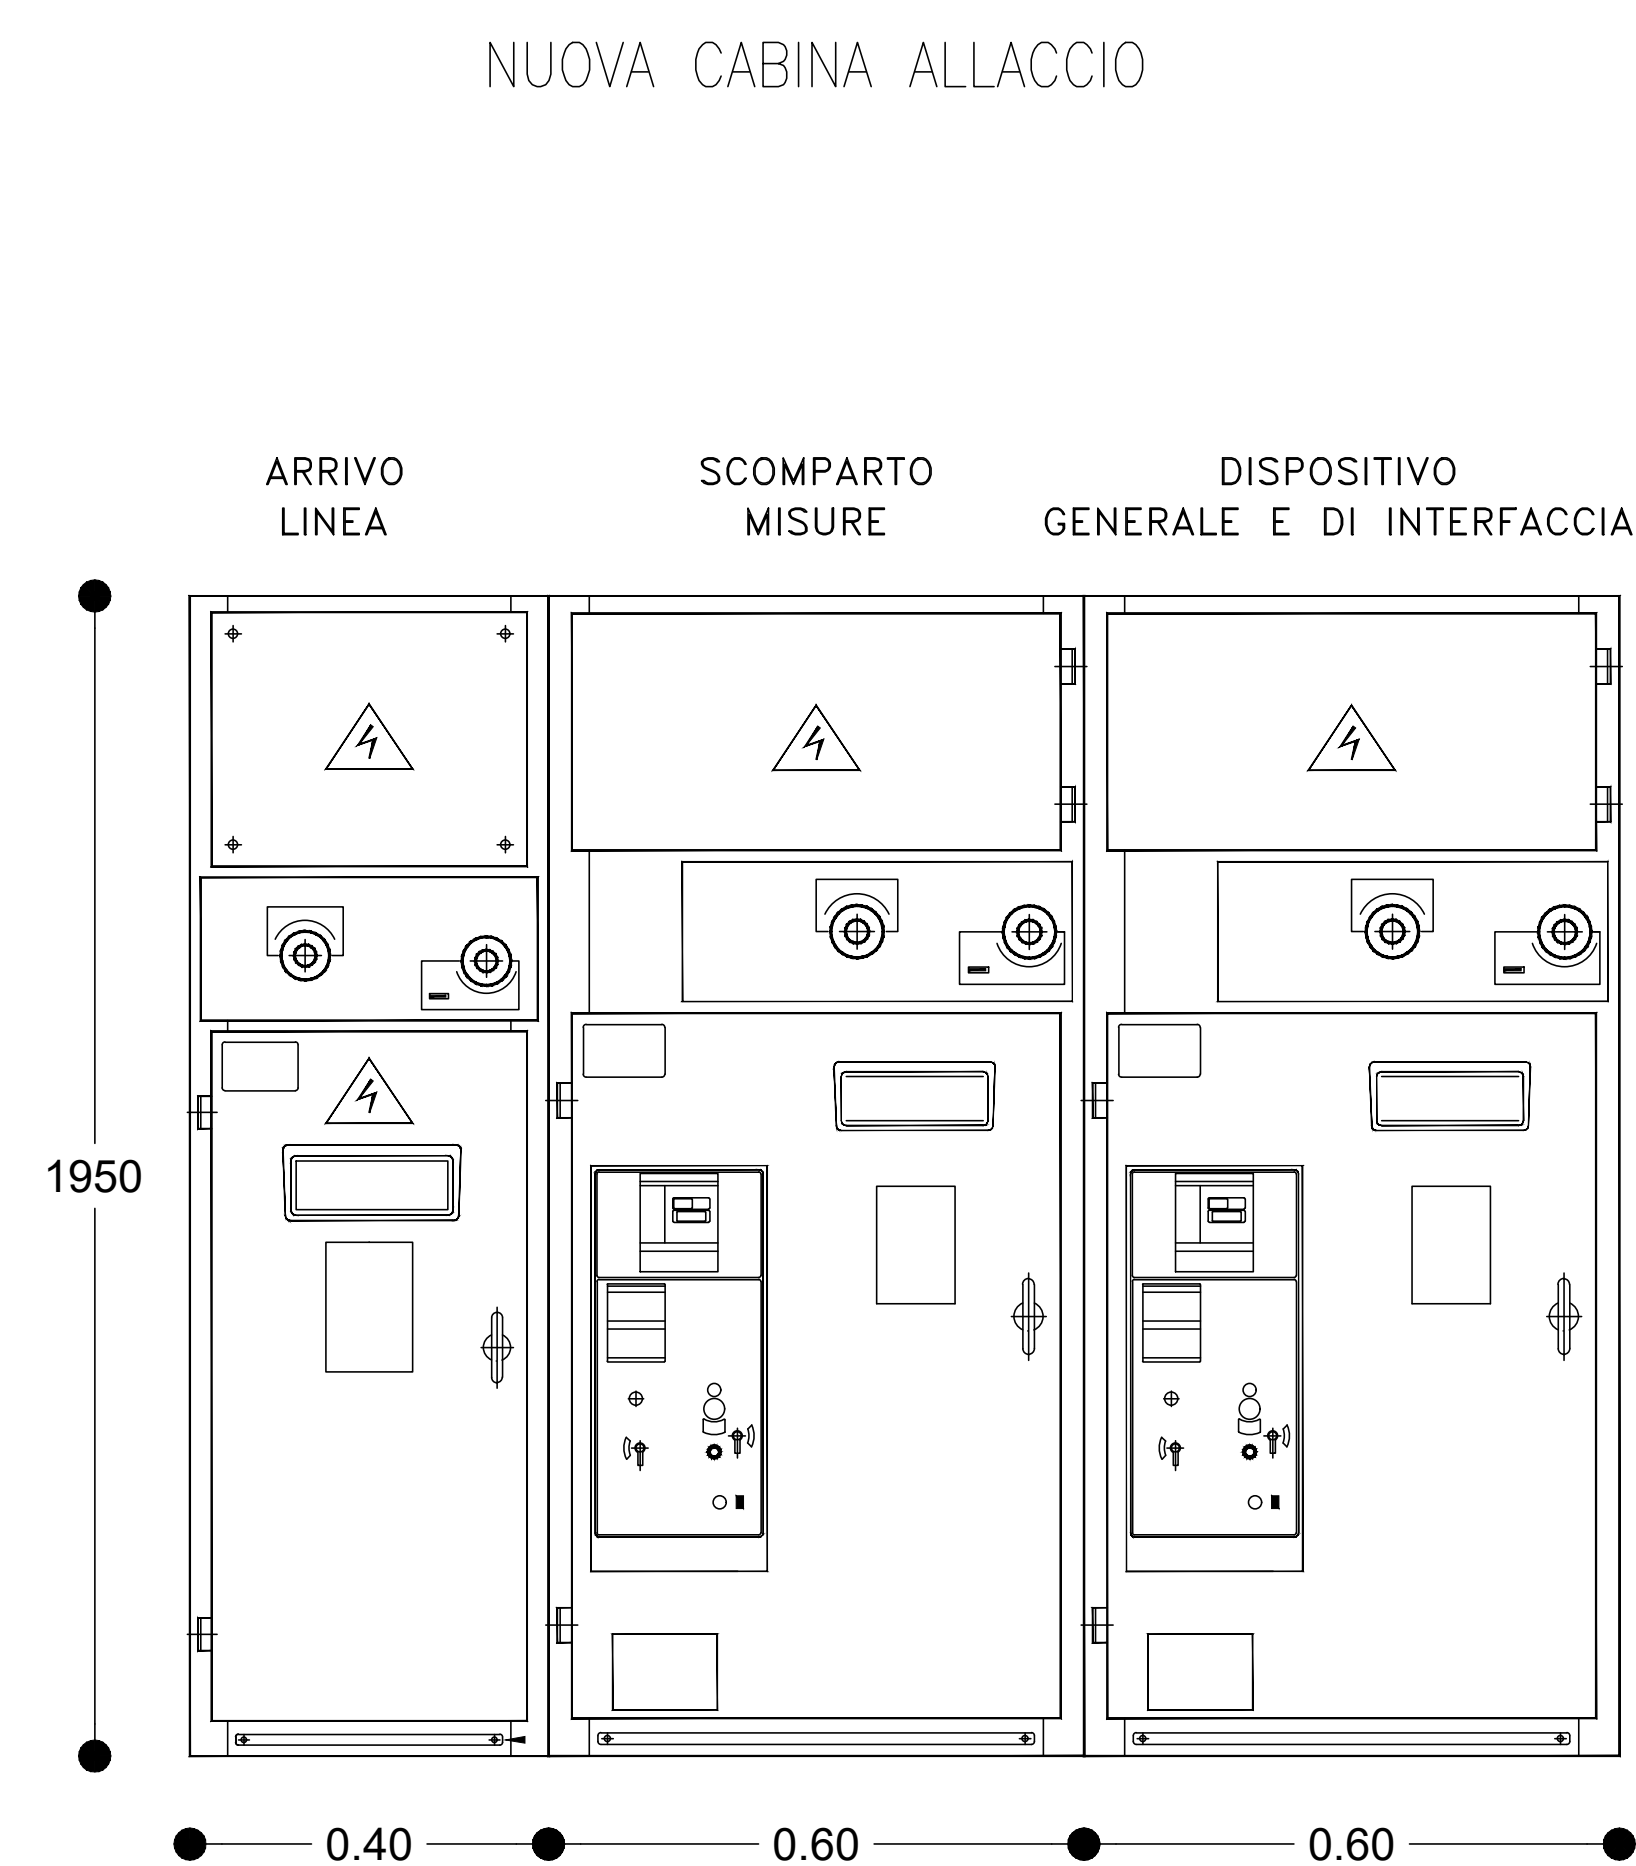 NUOVA CABINA ALLACCIO
ARRIVO
LINEA
SCOMPARTO
MISURE
DISPOSITIVO
GENERALE E DI INTERFACCIA
1950
0.40
0.60
0.60